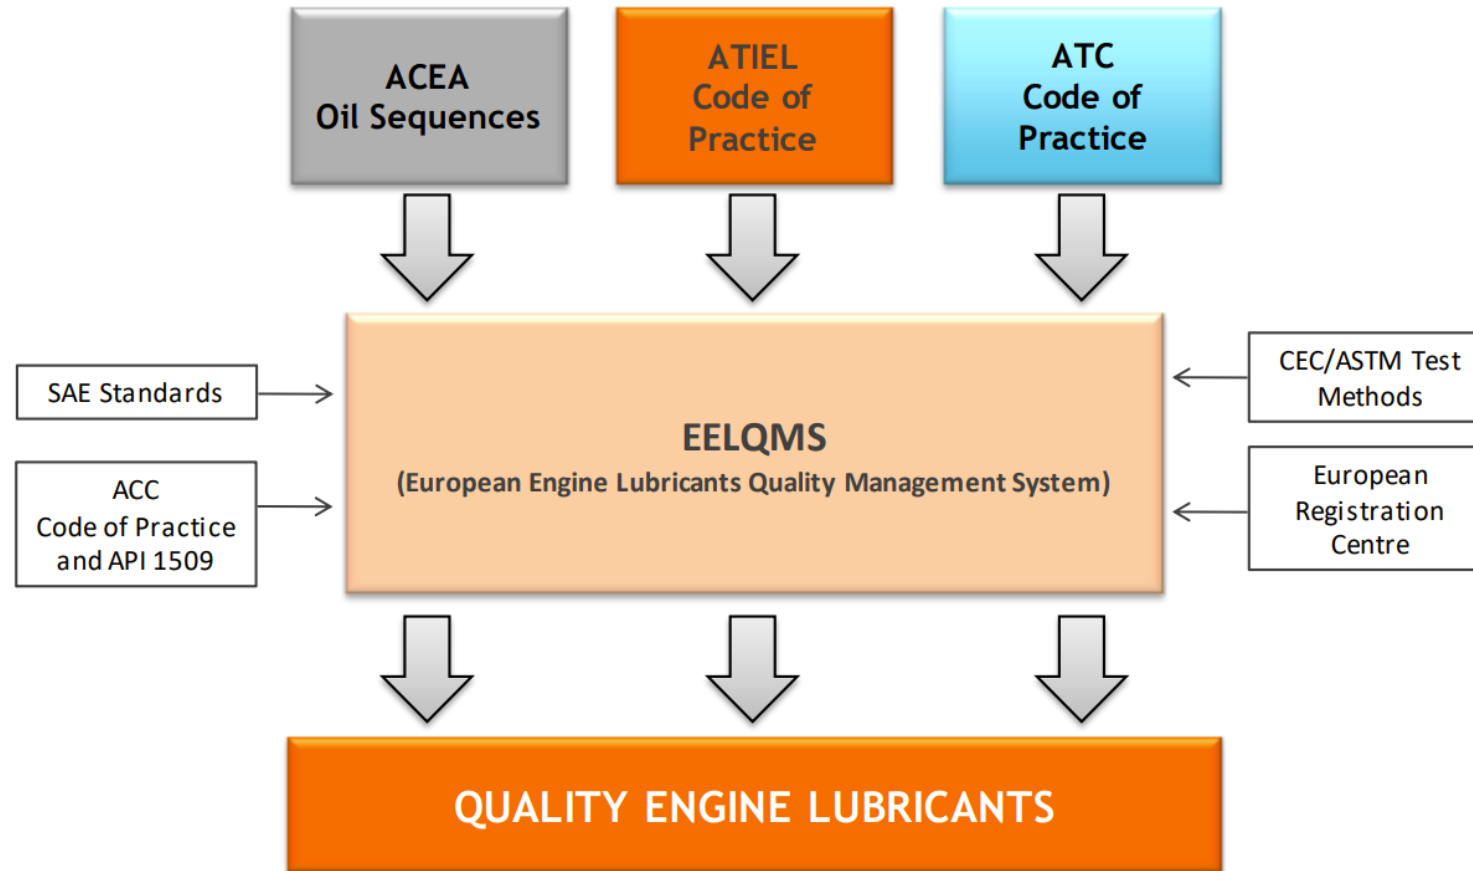 ACEA
Oil Sequences
ATIEL
Code of
Practice
ATC
Code of
Practice
SAE Standards
ACC
Code of Practice
and API 1509
EELQMS
(European Engine Lubricants Quality Management System)
CEC/ASTM Test
Methods
European
Registration
Centre
QUALITY ENGINE LUBRICANTS